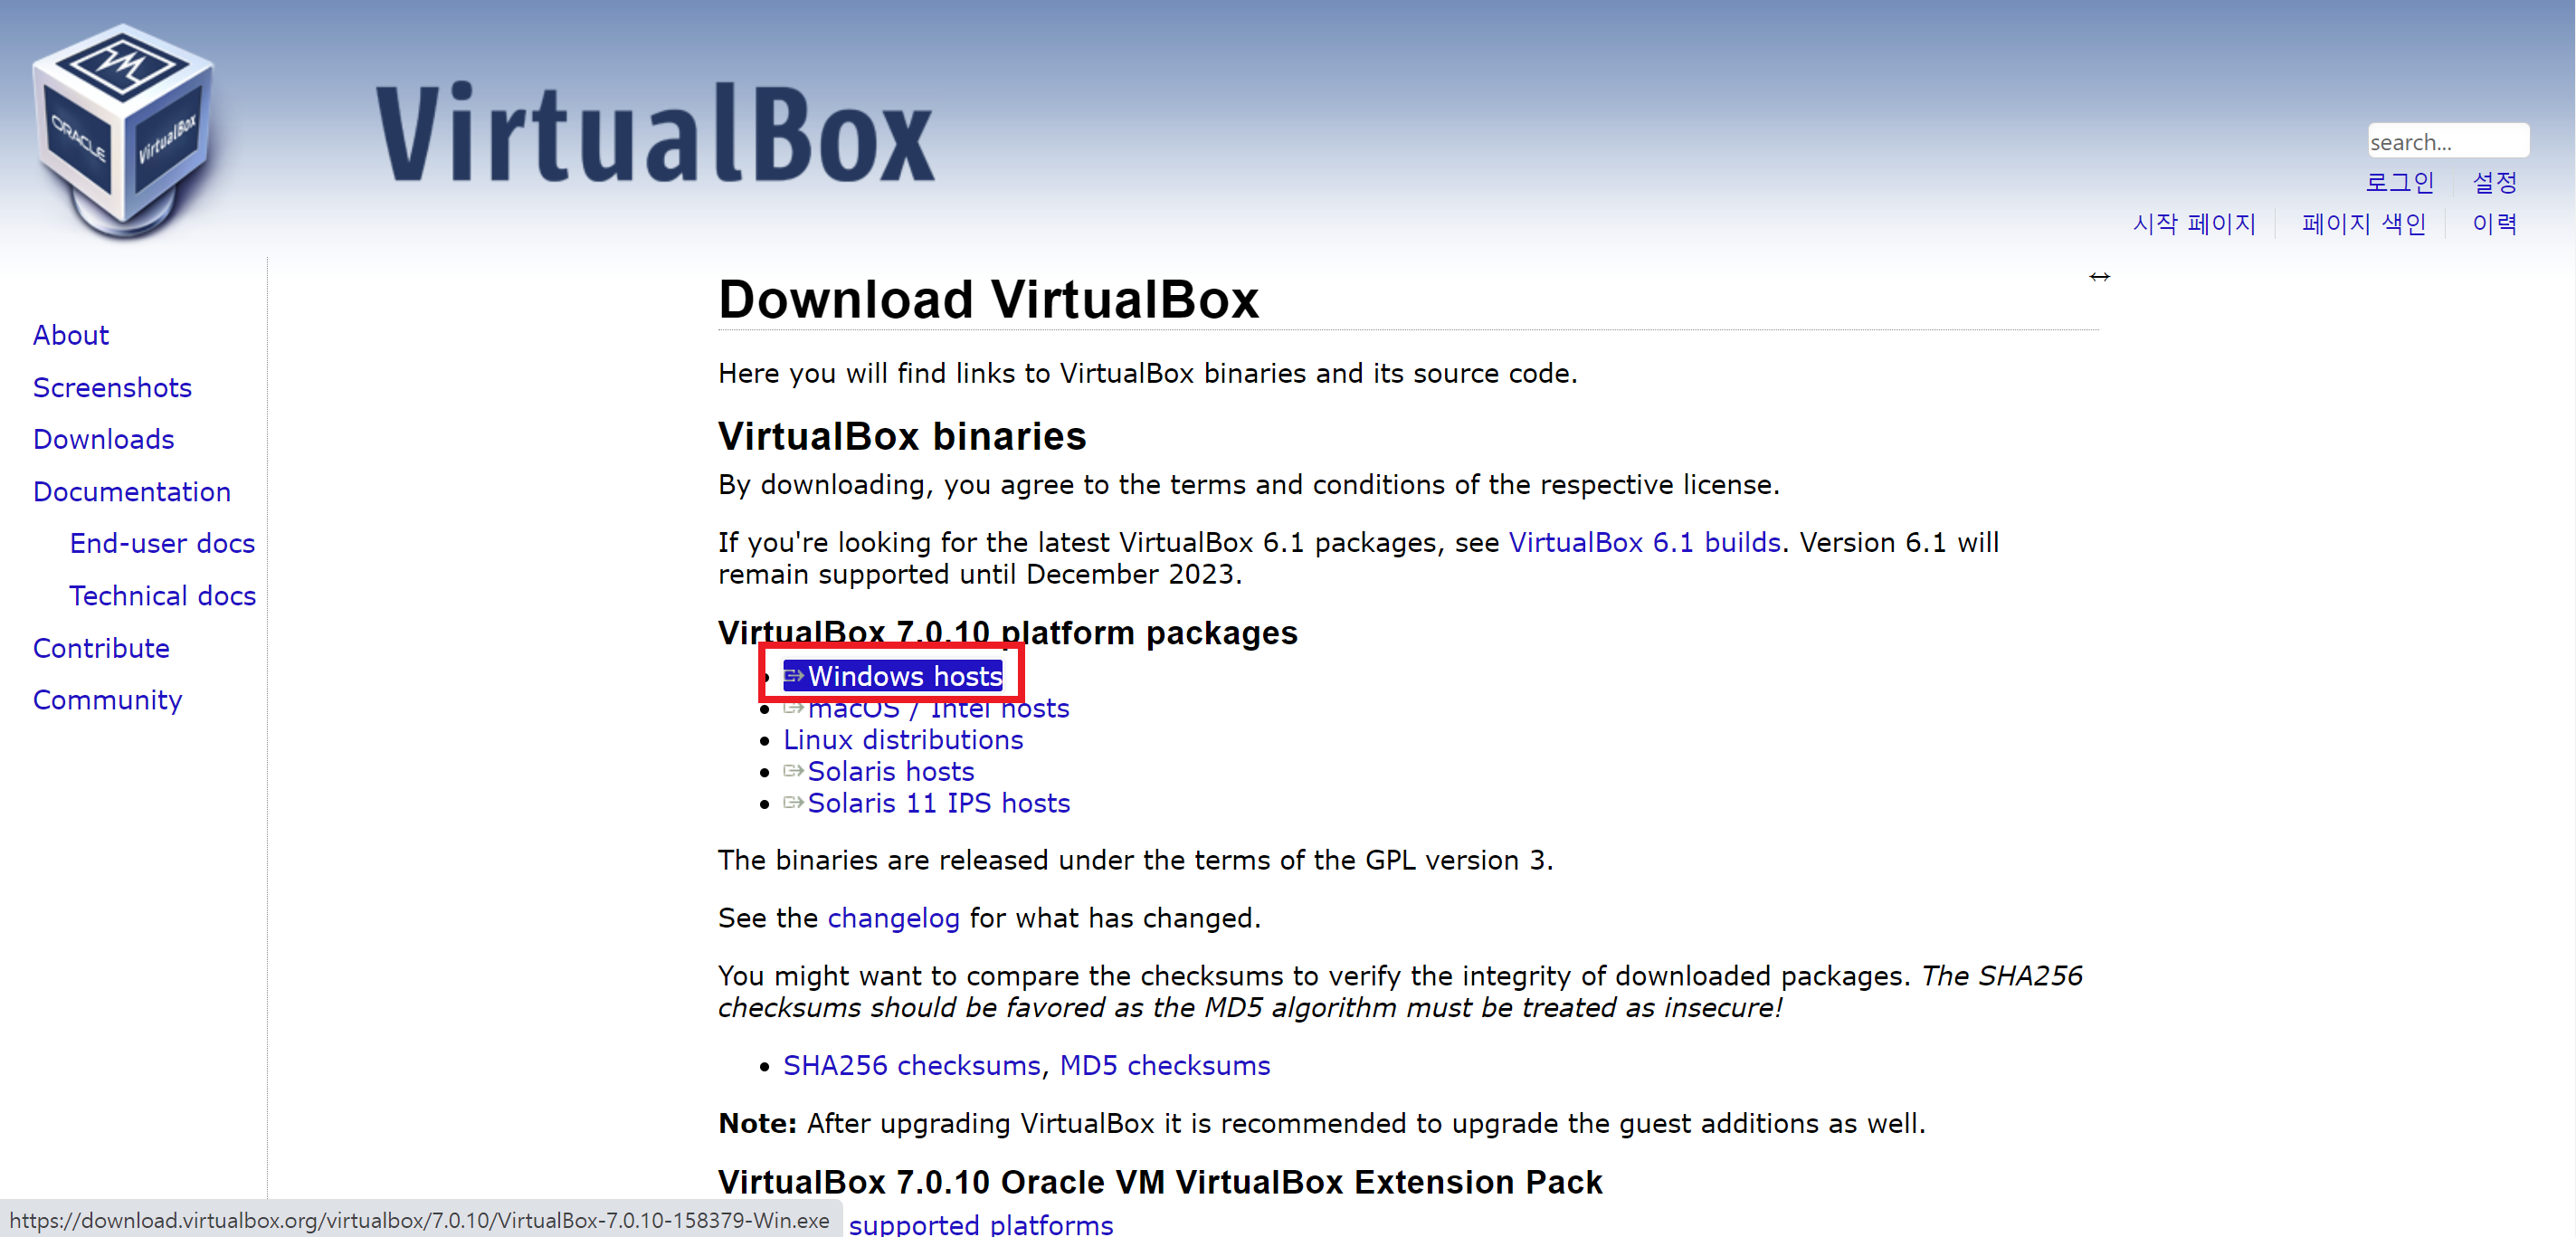 ORACLE
VirtualBox
VirtualBox
search...
로그인 설정
시작 페이지 페이지 색인 이력
About
Screenshots
Downloads
Documentation
End-user docs
Technical docs
Contribute
Community
↔
Download VirtualBox
Here you will find links to VirtualBox binaries and its source code.
VirtualBox binaries
By downloading, you agree to the terms and conditions of the respective license.
If you're looking for the latest VirtualBox 6.1 packages, see VirtualBox 6.1 builds. Version 6.1 will
remain supported until December 2023.
VirtualBox 7.0.10 platform packages
• Windows hosts
• macOS / Intel hosts
• Linux distributions
• Solaris hosts
• Solaris 11 IPS hosts
The binaries are released under the terms of the GPL version 3.
See the changelog for what has changed.
You might want to compare the checksums to verify the integrity of downloaded packages. The SHA256
checksums should be favored as the MD5 algorithm must be treated as insecure!
• SHA256 checksums, MD5 checksums
Note: After upgrading VirtualBox it is recommended to upgrade the guest additions as well.
VirtualBox 7.0.10 Oracle VM VirtualBox Extension Pack
supported platforms
https://download.virtualbox.org/virtualbox/7.0.10/VirtualBox-7.0.10-158379-Win.exe